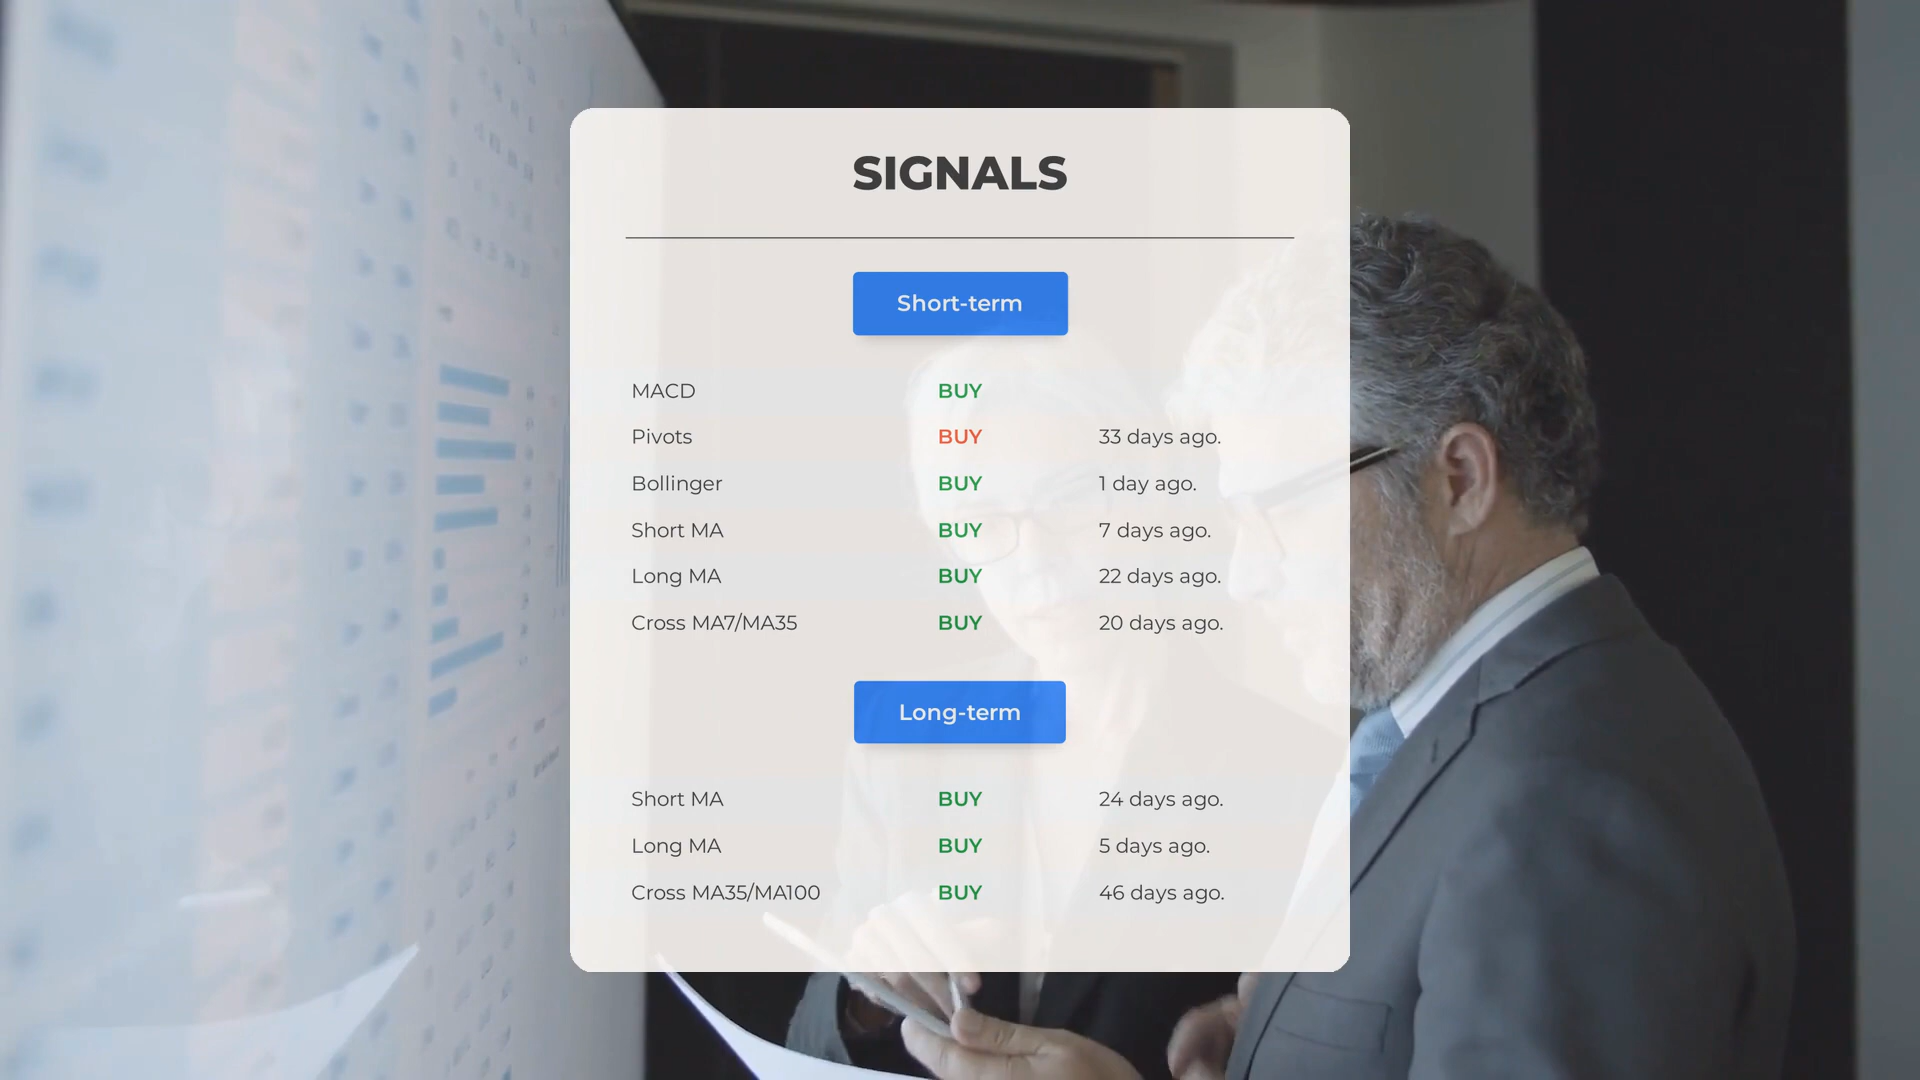 SIGNALS
Short-term
MACD BUY
Pivots BUY 33 days ago.
Bollinger BUY 1 day ago.
Short MA BUY 7 days ago.
Long MA BUY 22 days ago.
Cross MA7/MA35 BUY 20 days ago.
Long-term
Short MA BUY 24 days ago.
Long MA BUY 5 days ago.
Cross MA35/MA100 BUY 46 days ago.